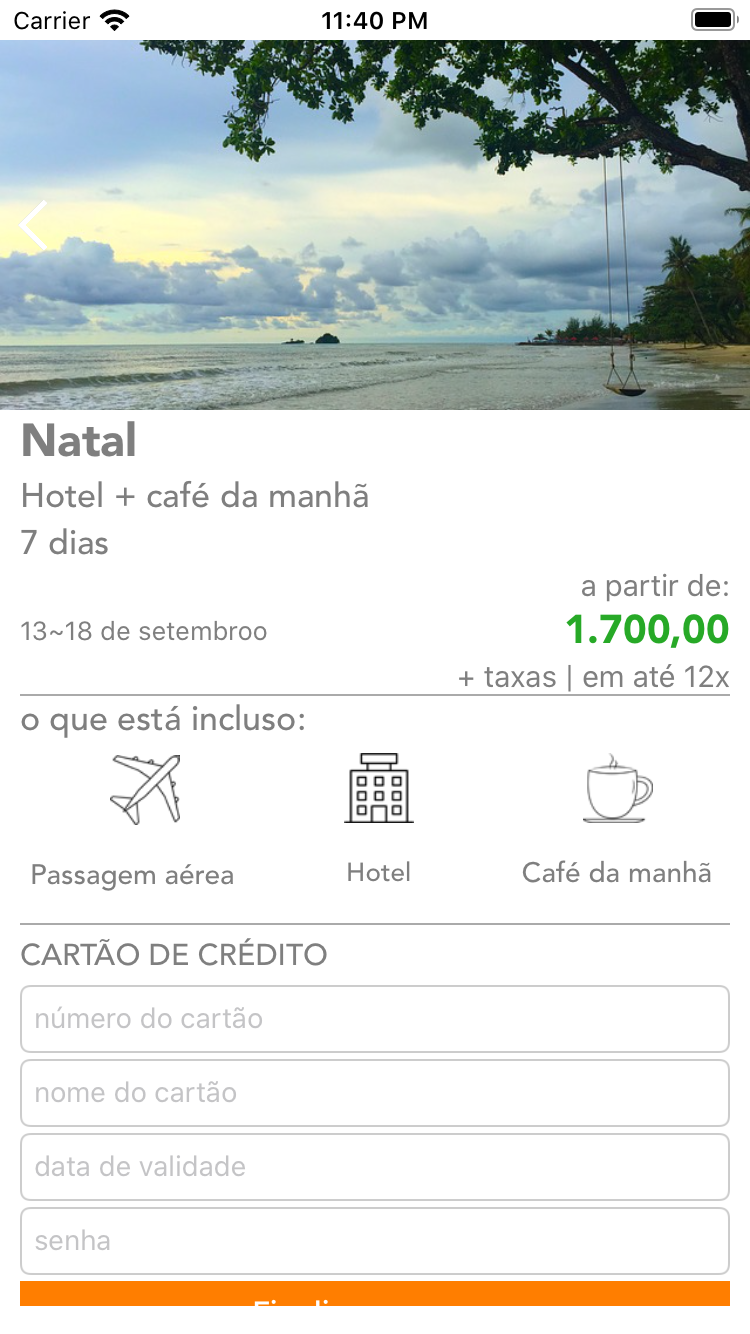 Carrier 11:40 PM
Natal
Hotel + café da manhã
7 dias
a partir de:
13~18 de setembroo 1.700,00
+ taxas | em até 12x
o que está incluso:
Passagem aérea Hotel Café da manhã
CARTÃO DE CRÉDITO
número do cartão
nome do cartão
data de validade
senha